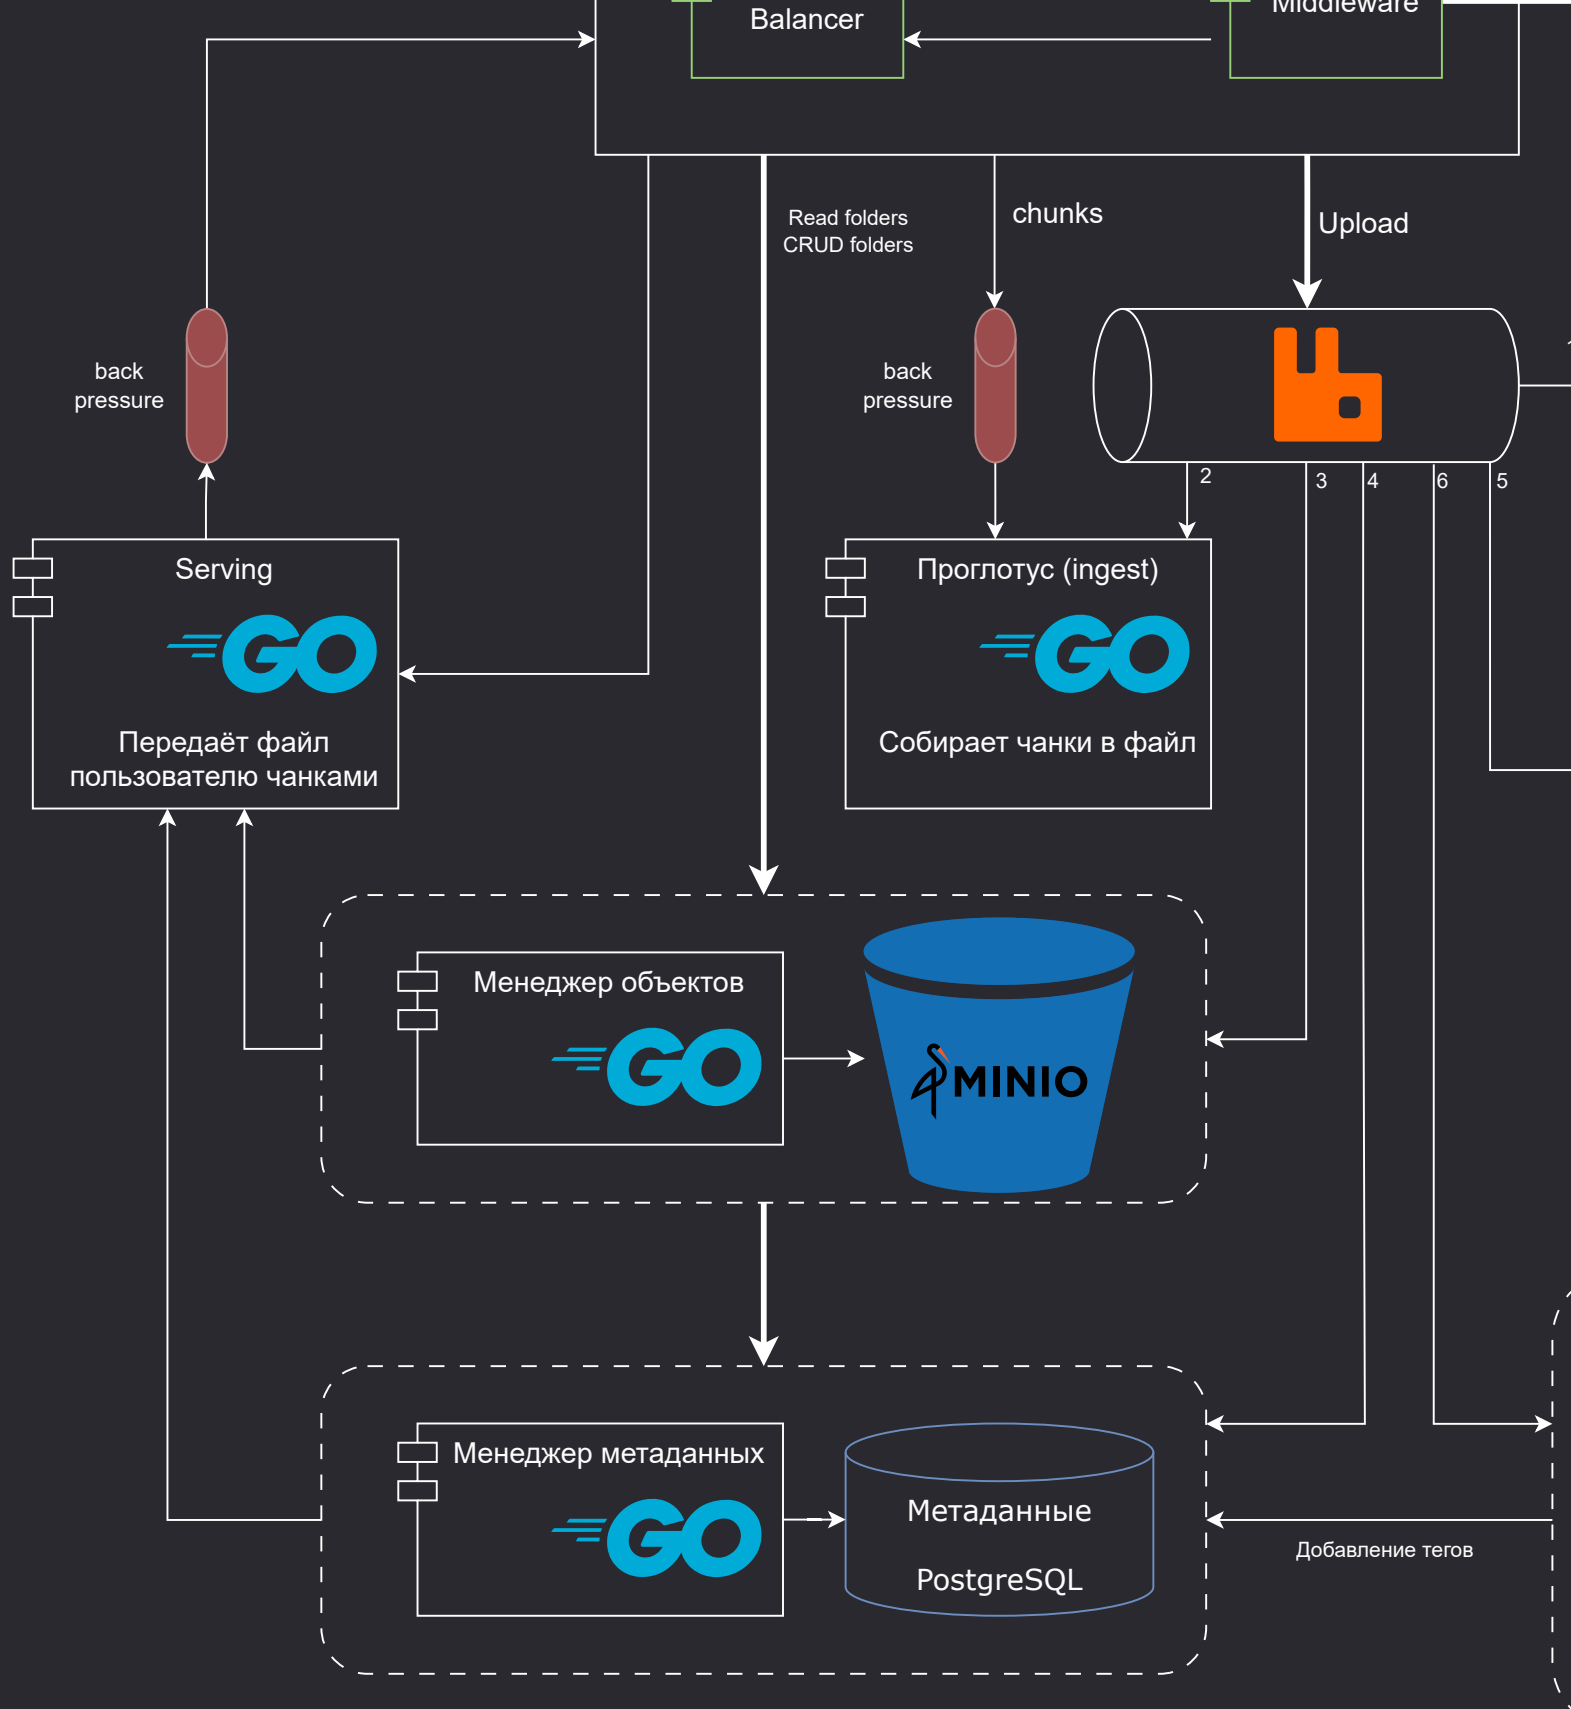 Balancer
Middleware
Read folders
CRUD folders
chunks
Upload
back
pressure
back
pressure
2
3
4
6
5
Serving
GO
Передаёт файл
пользователю чанками
Проглотус (ingest)
GO
Собирает чанки в файл
Менеджер объектов
GO
MINIO
Менеджер метаданных
GO
Метаданные
PostgreSQL
Добавление тегов